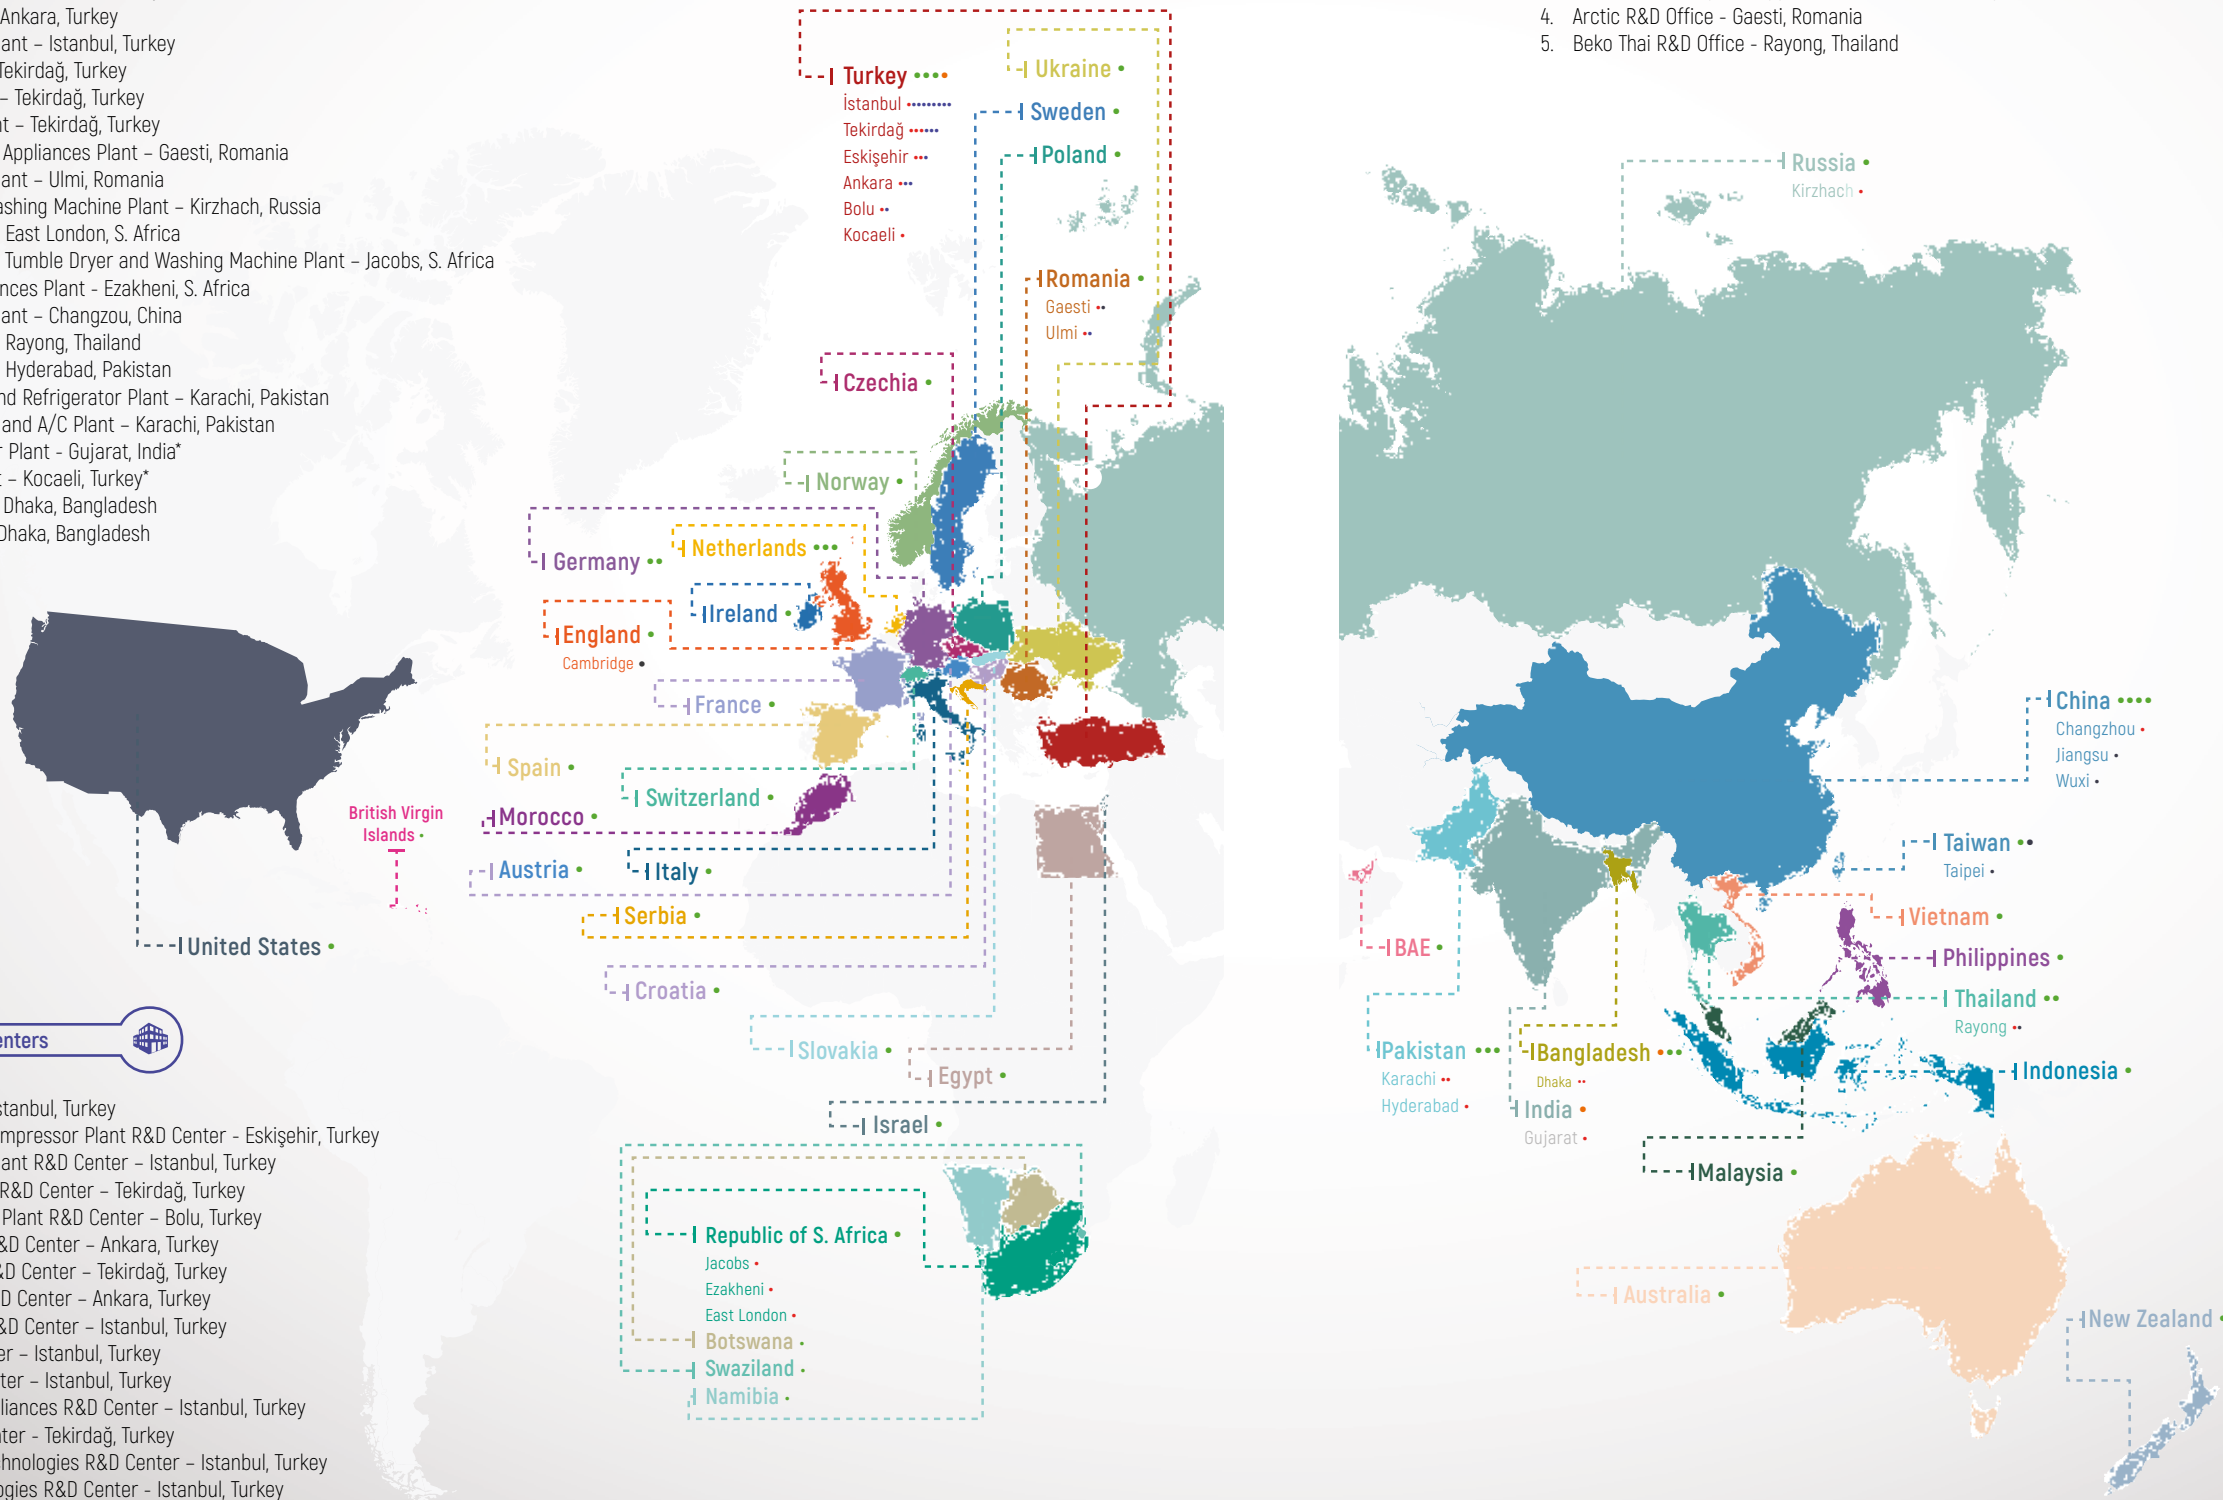 Ankara, Turkey
ant – Istanbul, Turkey
Tekirdağ, Turkey
– Tekirdağ, Turkey
nt – Tekirdağ, Turkey
Appliances Plant – Gaesti, Romania
ant – Ulmi, Romania
ashing Machine Plant – Kirzhach, Russia
East London, S. Africa
Tumble Dryer and Washing Machine Plant – Jacobs, S. Africa
nces Plant - Ezakheni, S. Africa
ant – Changzou, China
Rayong, Thailand
Hyderabad, Pakistan
nd Refrigerator Plant – Karachi, Pakistan
and A/C Plant – Karachi, Pakistan
r Plant - Gujarat, India*
t – Kocaeli, Turkey*
Dhaka, Bangladesh
Dhaka, Bangladesh
4. Arctic R&D Office - Gaesti, Romania
5. Beko Thai R&D Office - Rayong, Thailand
Turkey
İstanbul
Tekirdağ
Eskişehir
Ankara
Bolu
Kocaeli
Ukraine
Sweden
Poland
Romania
Gaesti
Ulmi
Czechia
Norway
Germany
Netherlands
Ireland
England
Cambridge
France
Spain
Switzerland
Morocco
Austria
Italy
Serbia
Croatia
Slovakia
Egypt
Israel
British Virgin
Islands
United States
Republic of S. Africa
Jacobs
Ezakheni
East London
Botswana
Swaziland
Namibia
Russia
Kirzhach
China
Changzhou
Jiangsu
Wuxi
Taiwan
Taipei
Vietnam
Philippines
Thailand
Rayong
Indonesia
BAE
Pakistan
Karachi
Hyderabad
Bangladesh
Dhaka
India
Gujarat
Malaysia
Australia
New Zealand
enters
stanbul, Turkey
mpressor Plant R&D Center - Eskişehir, Turkey
ant R&D Center – Istanbul, Turkey
R&D Center – Tekirdağ, Turkey
Plant R&D Center – Bolu, Turkey
&D Center – Ankara, Turkey
&D Center – Tekirdağ, Turkey
D Center – Ankara, Turkey
&D Center – Istanbul, Turkey
er – Istanbul, Turkey
ter – Istanbul, Turkey
liances R&D Center – Istanbul, Turkey
nter - Tekirdağ, Turkey
chnologies R&D Center – Istanbul, Turkey
ogies R&D Center - Istanbul, Turkey